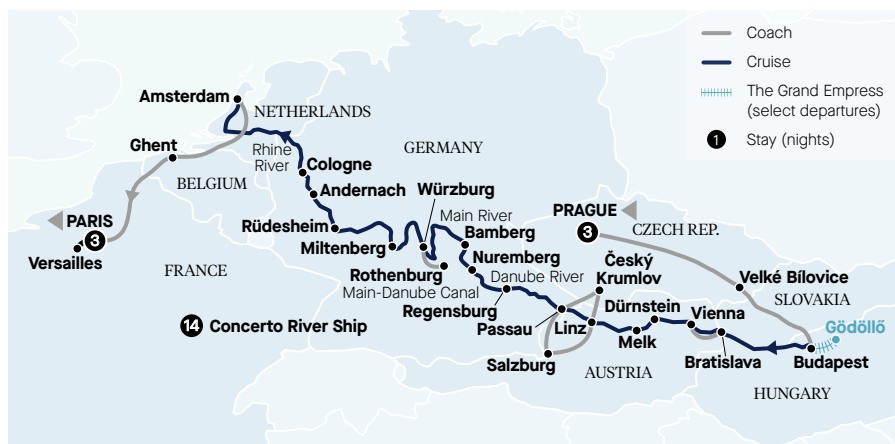 Coach
Cruise
The Grand Empress
(select departures)
1 Stay (nights)
Amsterdam
NETHERLANDS
Ghent
Rhine
River
GERMANY
Cologne
BELGIUM
Andernach
Würzburg
PARIS
3
Versailles
Rüdesheim
Main River
Bamberg
PRAGUE
3
CZECH REP.
Miltenberg
Nuremberg
Rothenburg
Danube River
Český
Krumlov
FRANCE
Main-Danube Canal
Regensburg
Velké Bílovice
SLOVAKIA
14 Concerto River Ship
Passau
Linz
Dürnstein
Vienna
Gödöllő
Melk
Salzburg
AUSTRIA
Bratislava
Budapest
HUNGARY